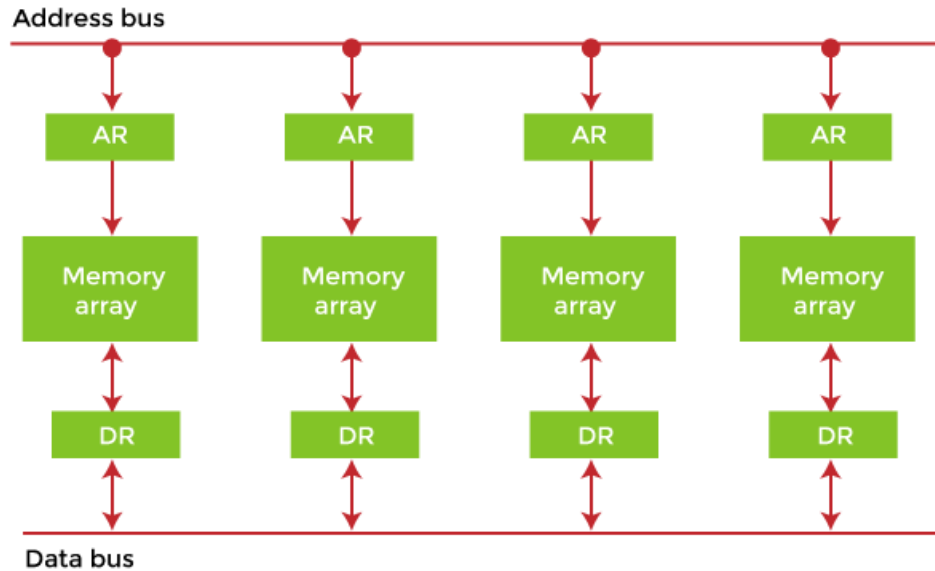 Address bus
AR AR AR AR
Memory Memory Memory Memory
array array array array
DR DR DR DR
Data bus